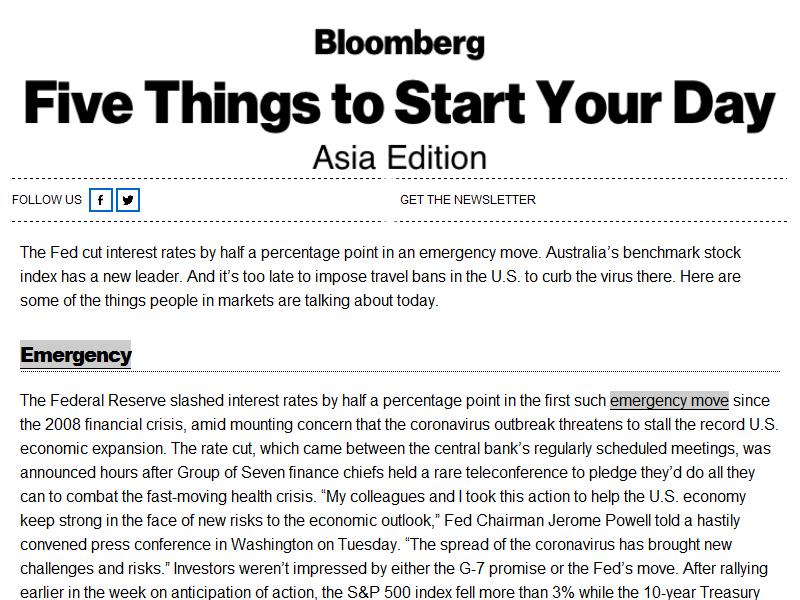 Bloomberg
Five Things to Start Your Day
Asia Edition
FOLLOW US
GET THE NEWSLETTER
The Fed cut interest rates by half a percentage point in an emergency move. Australia’s benchmark stock
index has a new leader. And it’s too late to impose travel bans in the U.S. to curb the virus there. Here are
some of the things people in markets are talking about today.
Emergency
The Federal Reserve slashed interest rates by half a percentage point in the first such emergency move since
the 2008 financial crisis, amid mounting concern that the coronavirus outbreak threatens to stall the record U.S.
economic expansion. The rate cut, which came between the central bank’s regularly scheduled meetings, was
announced hours after Group of Seven finance chiefs held a rare teleconference to pledge they’d do all they
can to combat the fast-moving health crisis. “My colleagues and I took this action to help the U.S. economy
keep strong in the face of new risks to the economic outlook,” Fed Chairman Jerome Powell told a hastily
convened press conference in Washington on Tuesday. “The spread of the coronavirus has brought new
challenges and risks.” Investors weren’t impressed by either the G-7 promise or the Fed’s move. After rallying
earlier in the week on anticipation of action, the S&P 500 index fell more than 3% while the 10-year Treasury